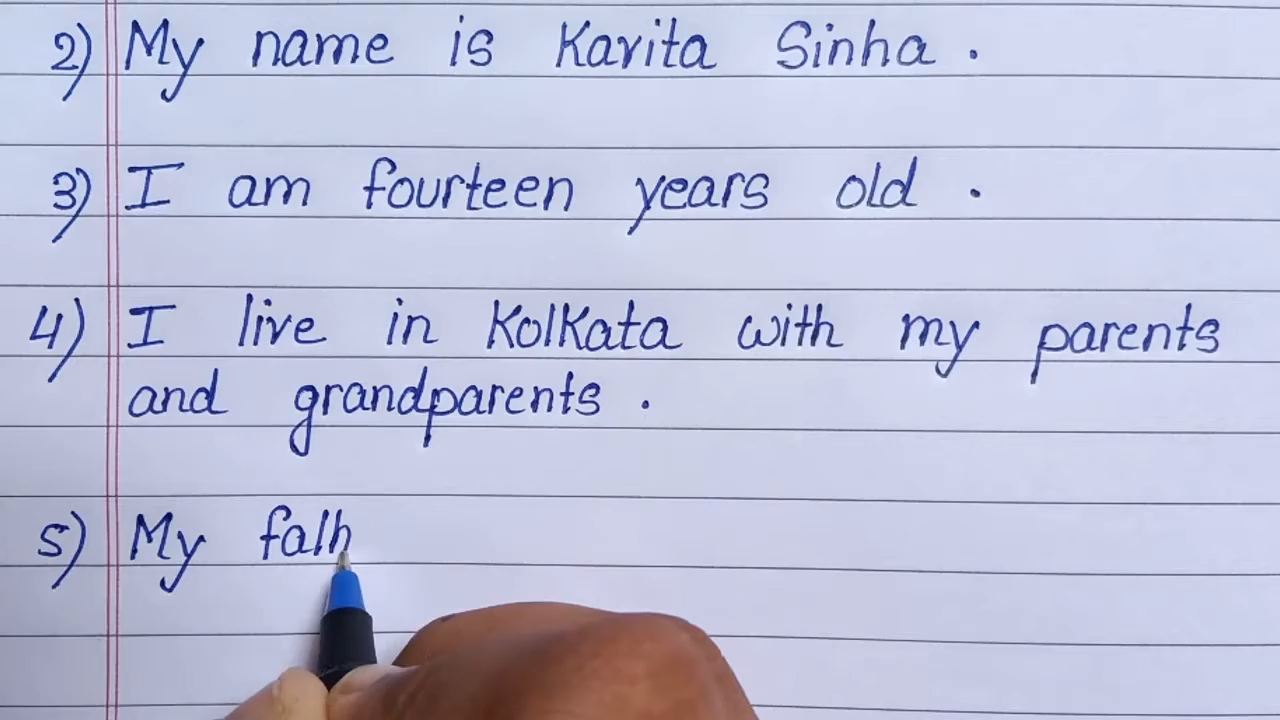 2) My name is Kavita Sinha .
3) I am fourteen years old .
4) I live in Kolkata with my parents
and grandparents .
5) My falh